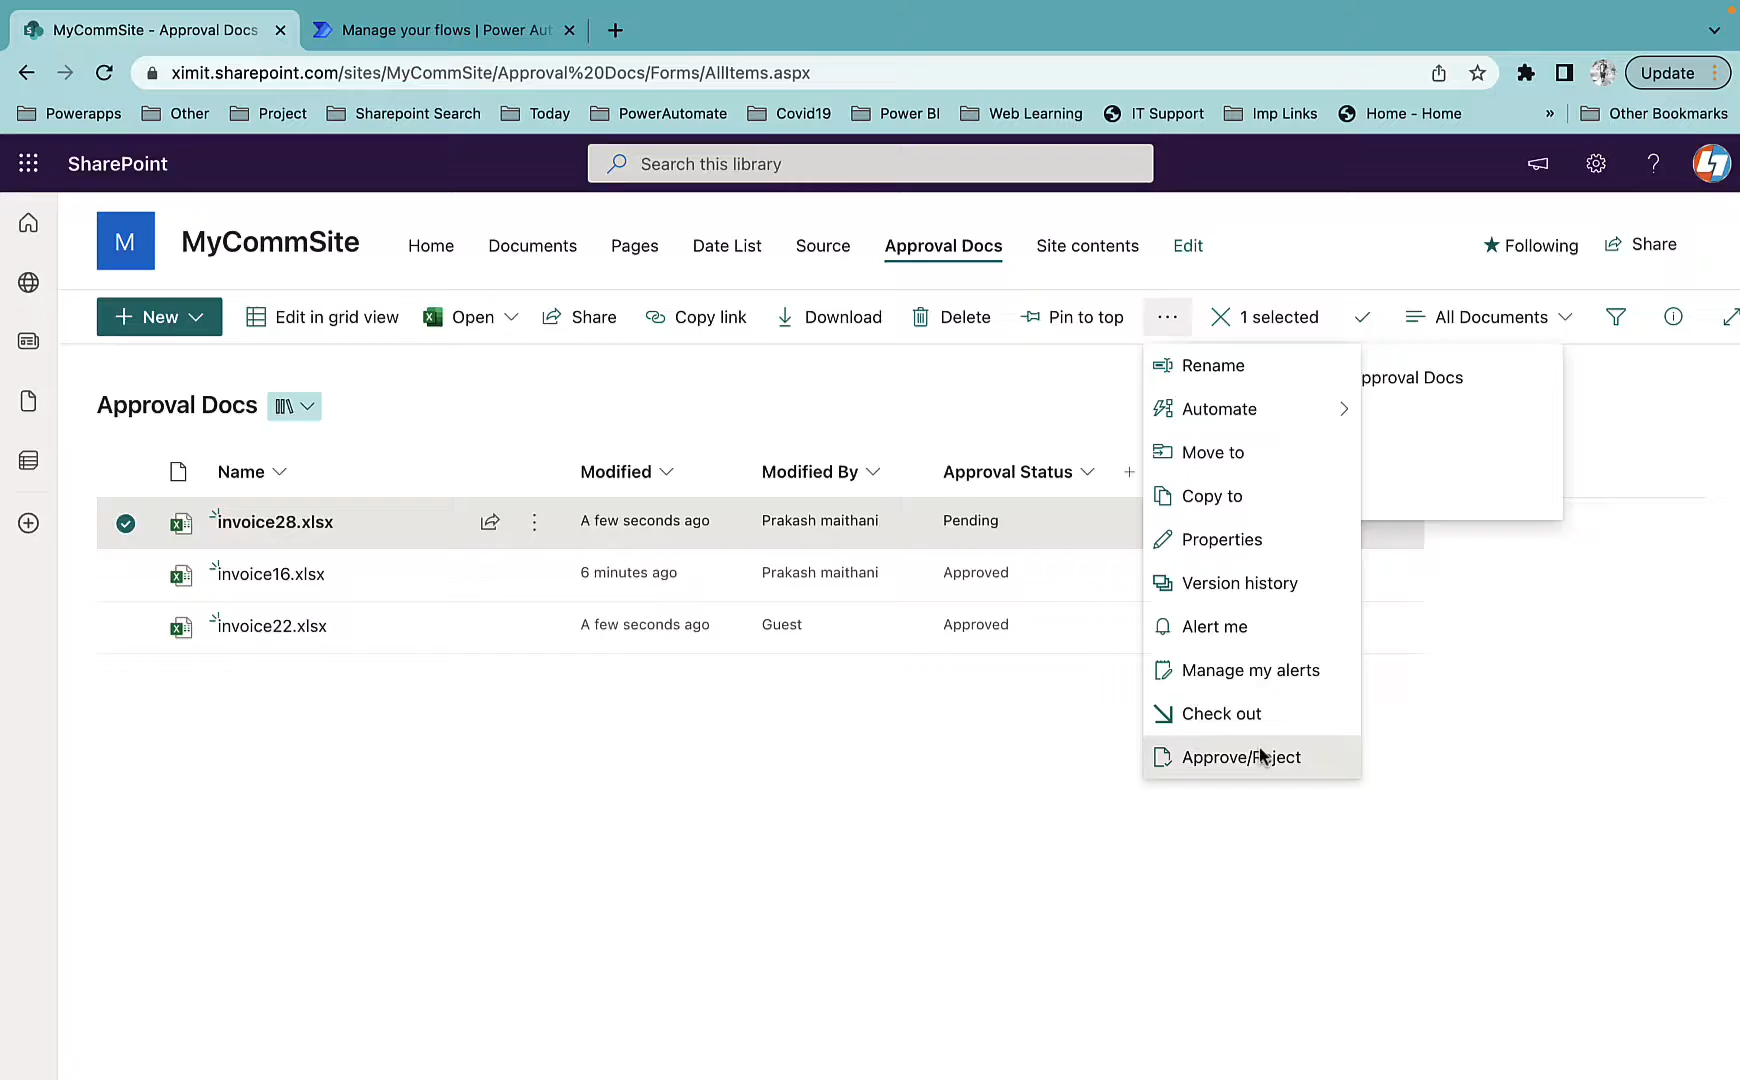 MyCommSite - Approval Docs
Manage your flows | Power Aut
ximit.sharepoint.com/sites/MyCommSite/Approval%20Docs/Forms/AllItems.aspx
Update
Powerapps
Other
Project
Sharepoint Search
Today
PowerAutomate
Covid19
Power BI
Web Learning
IT Support
Imp Links
Home - Home
»
Other Bookmarks
SharePoint
Search this library
M
MyCommSite
Home
Documents
Pages
Date List
Source
Approval Docs
Site contents
Edit
Following
Share
New
Edit in grid view
Open
Share
Copy link
Download
Delete
Pin to top
1 selected
All Documents
Rename
Automate
Move to
Copy to
Properties
Version history
Alert me
Manage my alerts
Check out
Approve/Reject
pproval Docs
Approval Docs
Name
Modified
Modified By
Approval Status
invoice28.xlsx
A few seconds ago
Prakash maithani
Pending
invoice16.xlsx
6 minutes ago
Prakash maithani
Approved
invoice22.xlsx
A few seconds ago
Guest
Approved